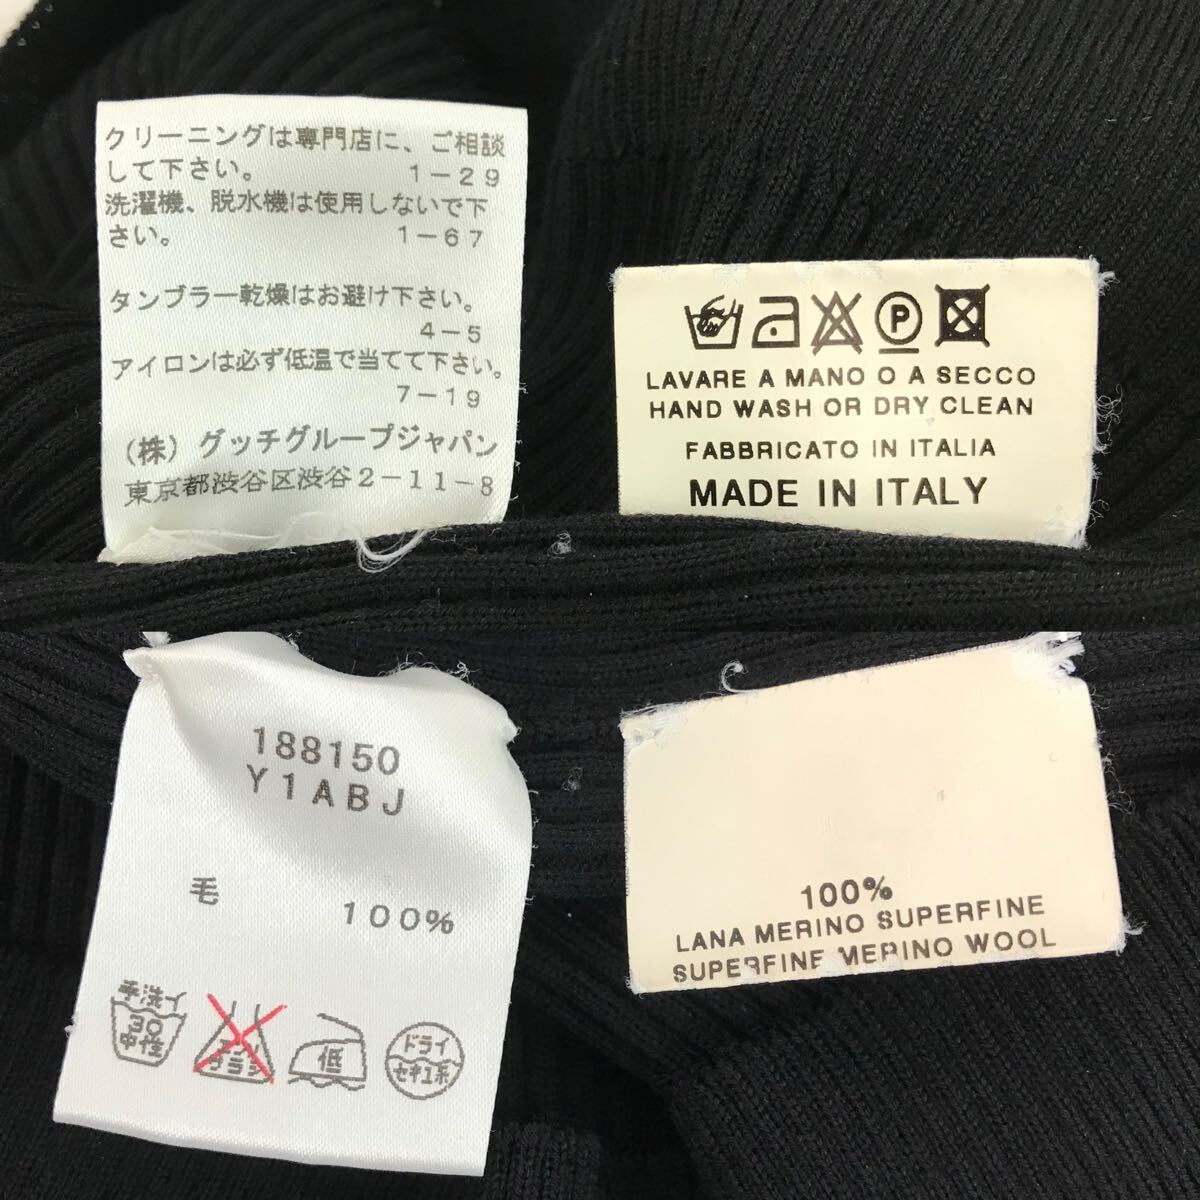 クリーニングは専門店に、ご相談
して下さい。 1-29
洗濯機、脱水機は使用しないで下
さい。 1-67
タンブラー乾燥はお避け下さい。
4-5
アイロンは必ず低温で当てて下さい。
7-19
(株)グッチグループジャパン
東京都渋谷区渋谷2-11-8
P
LAVARE A MANO O A SECCO
HAND WASH OR DRY CLEAN
FABBRICATO IN ITALIA
MADE IN ITALY
188150
Y1ABJ
毛 100%
手洗イ
30
中性
エンソ
サラシ
低
ドライ
セキユ系
100%
LANA MERINO SUPERFINE
SUPERFINE MERINO WOOL